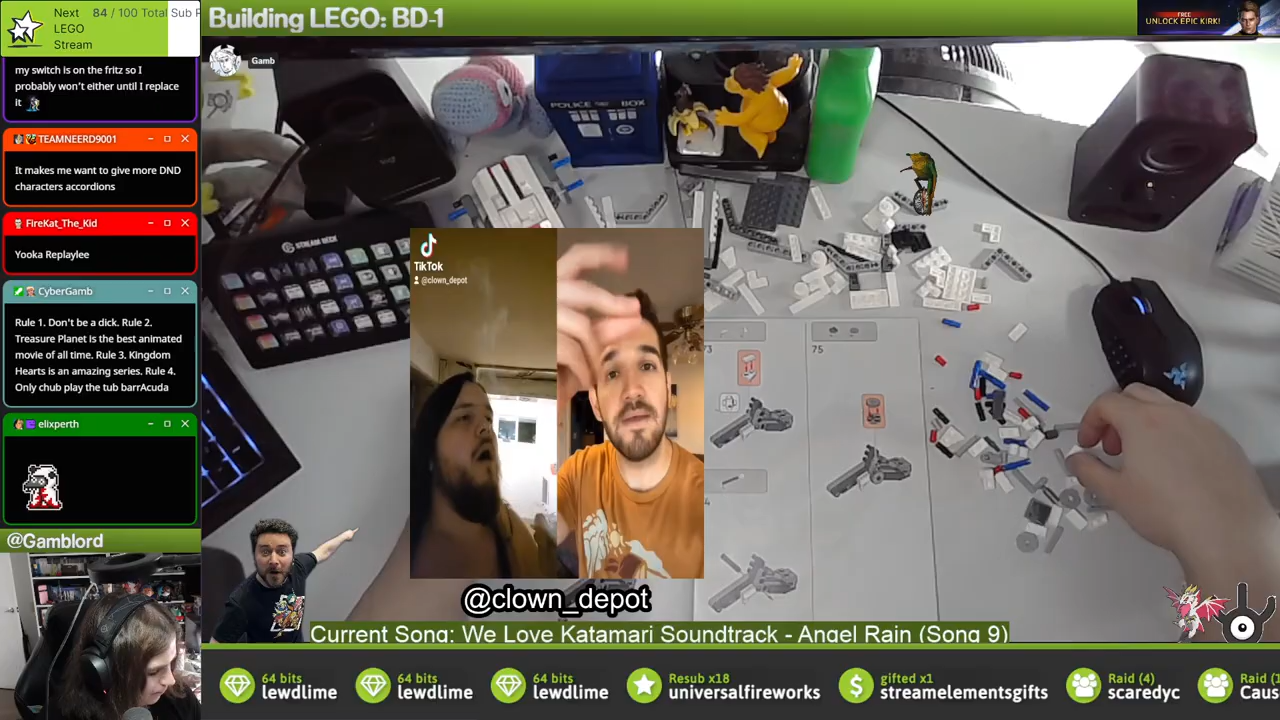 Next
LEGO
Stream
84 / 100 Total Sub
Building LEGO: BD-1
FREE
UNLOCK EPIC KIRK!
Gamb
my switch is on the fritz so I
probably won't either until I replace
it
TEAMNEERD9001
It makes me want to give more DND
characters accordions
FireKat_The_Kid
Yooka Replaylee
CyberGamb
Rule 1. Don't be a dick. Rule 2.
Treasure Planet is the best animated
movie of all time. Rule 3. Kingdom
Hearts is an amazing series. Rule 4.
Only chub play the tub barrAcuda
elixperth
@Gamblord
POLICE BOX
STREAM DECK
TikTok
@clown_depot
73
75
@clown_depot
Current Song: We Love Katamari Soundtrack - Angel Rain (Song 9)
64 bits
lewdlime
64 bits
lewdlime
64 bits
lewdlime
Resub x18
universalfireworks
gifted x1
streamelementsgifts
Raid (4)
scaredyc
Raid (1
Caus